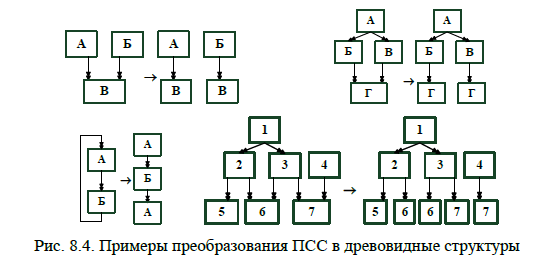 А Б А Б
В В В
А А
Б В Б В
Г Г Г
А А
Б Б
А
1 1
2 3 4 2 3 4
5 6 7 5 6 6 7 7
Рис. 8.4. Примеры преобразования ПСС в древовидные структуры